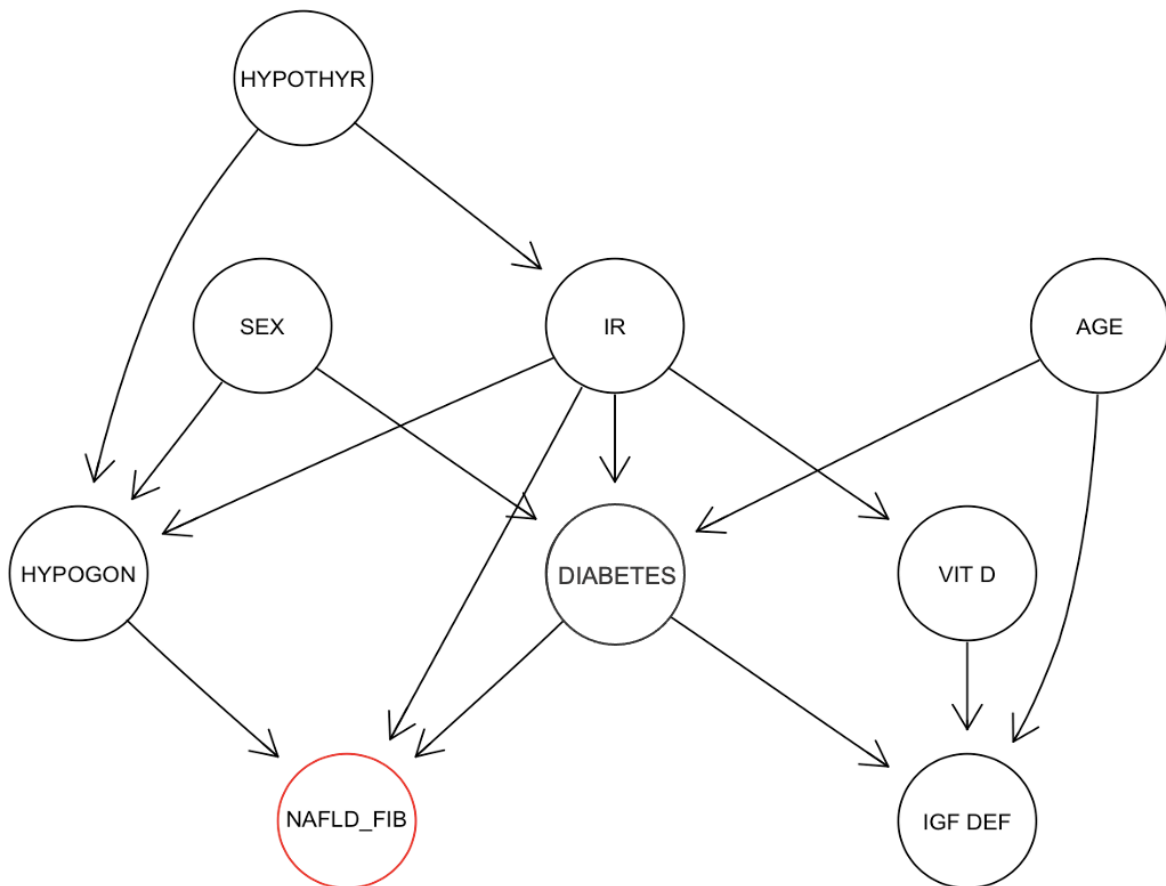 HYPOTHYR
SEX
IR
AGE
HYPOGON
DIABETES
VIT D
NAFLD_FIB
IGF DEF